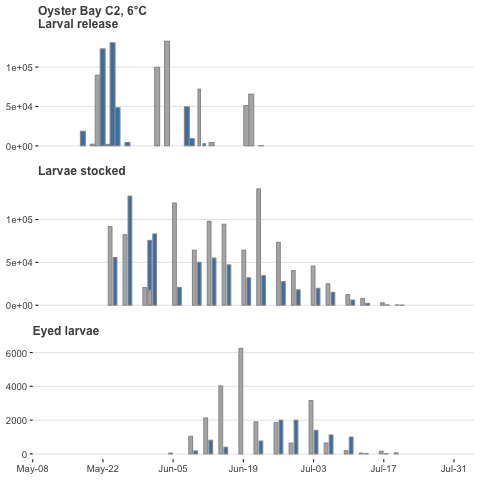 Oyster Bay C2, 6°C
Larval release
1e+05
5e+04
0e+00
Larvae stocked
1e+05
5e+04
0e+00
Eyed larvae
6000
4000
2000
0
May-08 May-22 Jun-05 Jun-19 Jul-03 Jul-17 Jul-31